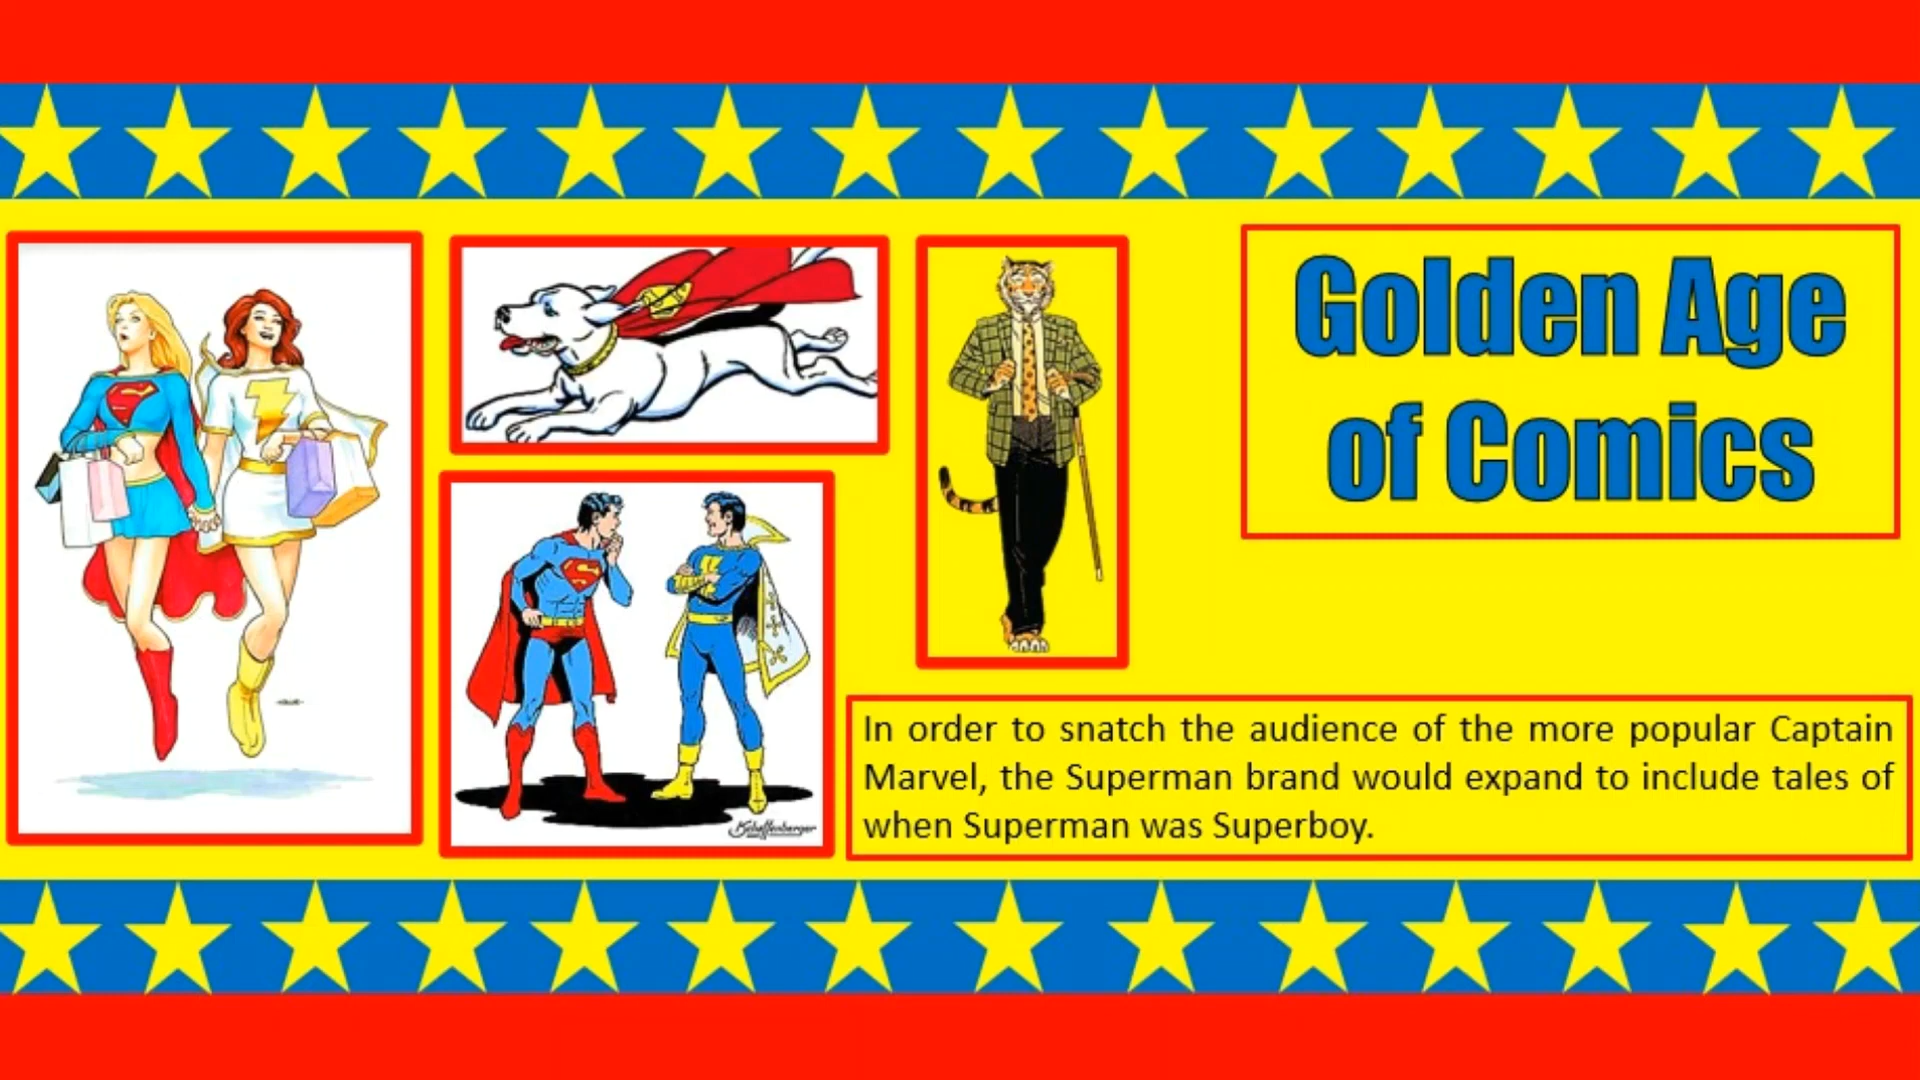 Golden Age
of Comics
In order to snatch the audience of the more popular Captain
Marvel, the Superman brand would expand to include tales of
when Superman was Superboy.
KSchaffenberger